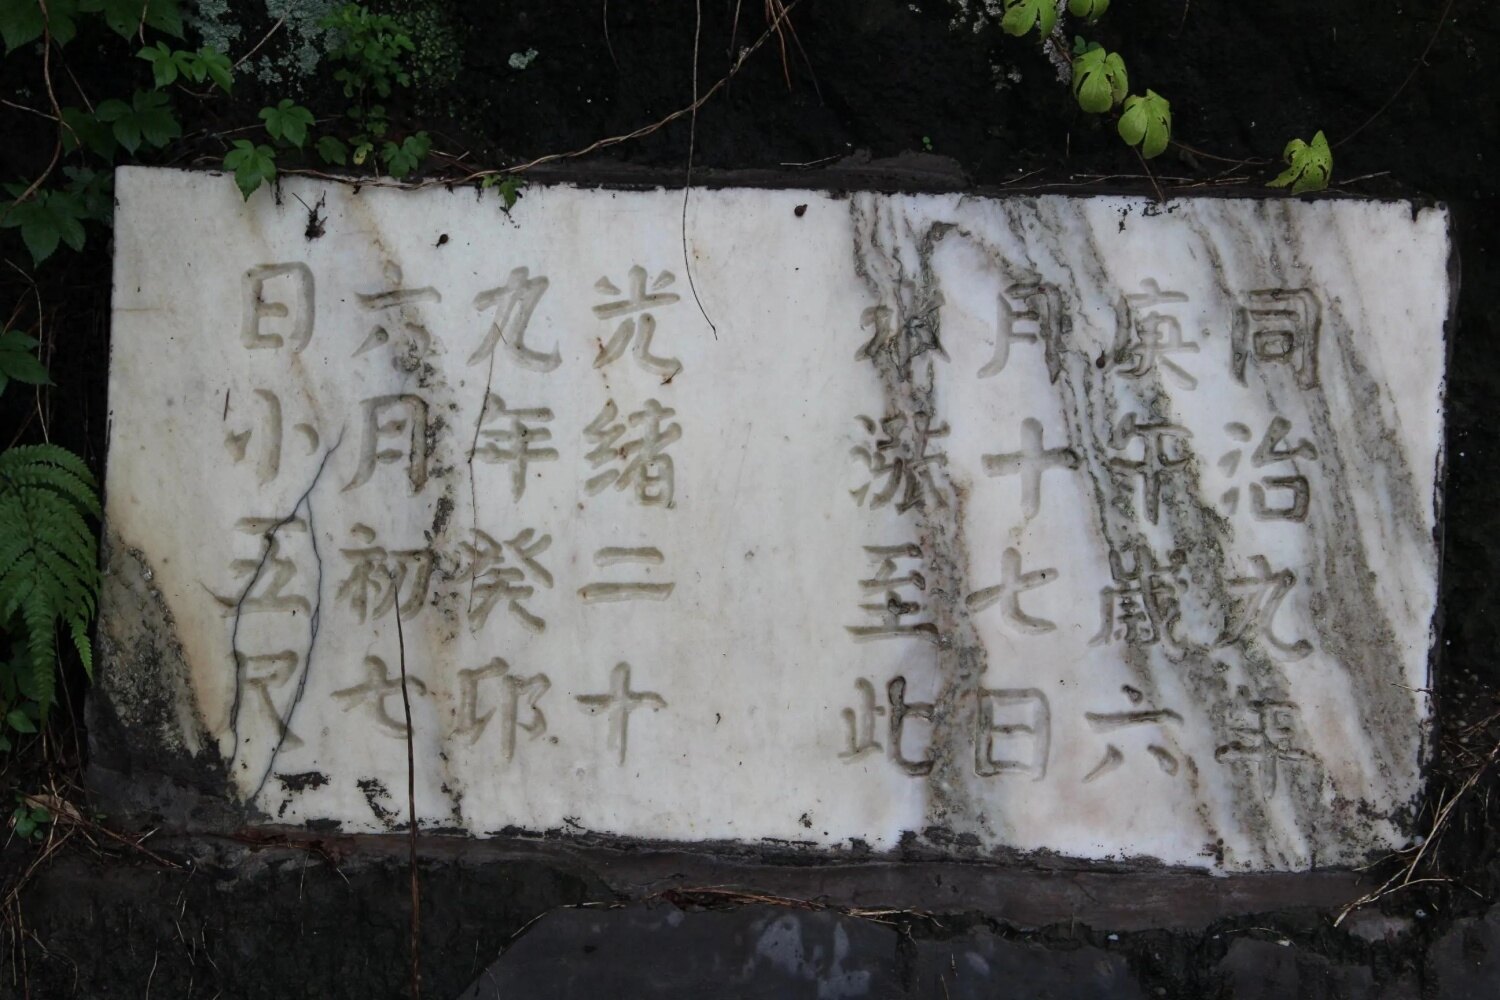 同治九年
庚午歲六
月十七日
水漲至此
光緒二十
九年癸卯
六月初七
日小五尺